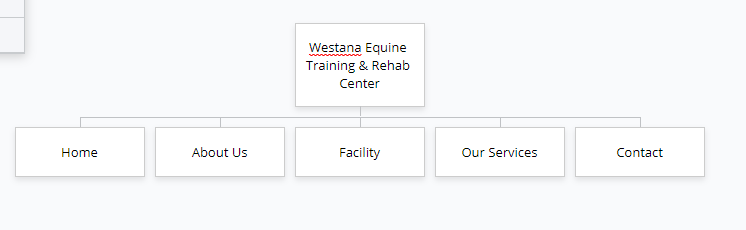 Westana Equine
Training & Rehab
Center
Home
About Us
Facility
Our Services
Contact